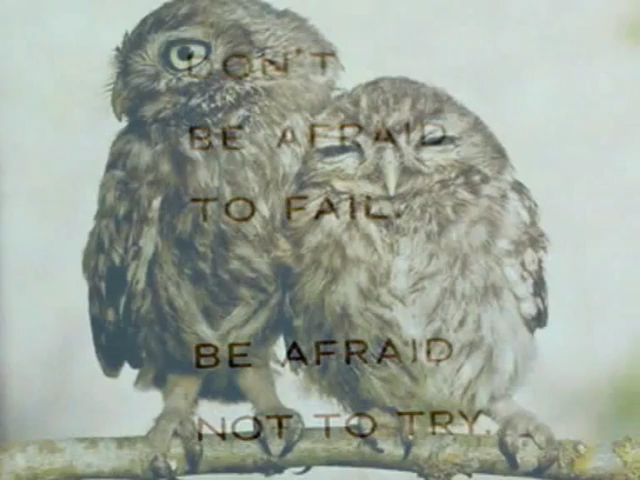 DON'T
BE AFRAID
TO FAIL.
BE AFRAID
NOT TO TRY.